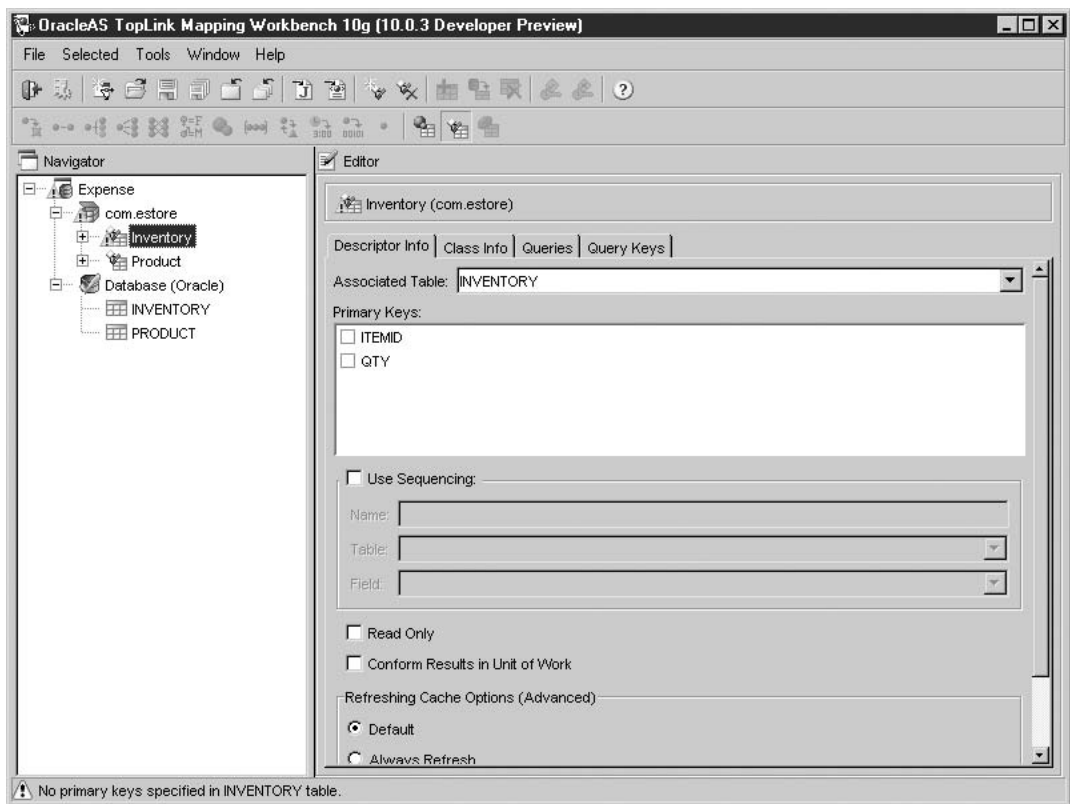 OracleAS TopLink Mapping Workbench 10g (10.0.3 Developer Preview)
File Selected Tools Window Help
Navigator
Editor
Expense
com.estore
Inventory
Product
Database (Oracle)
INVENTORY
PRODUCT
Inventory (com.estore)
Descriptor Info Class Info Queries Query Keys
Associated Table: INVENTORY
Primary Keys:
ITEMID
QTY
Use Sequencing:
Name:
Table:
Field:
Read Only
Conform Results in Unit of Work
Refreshing Cache Options (Advanced)
Default
Always Refresh
No primary keys specified in INVENTORY table.